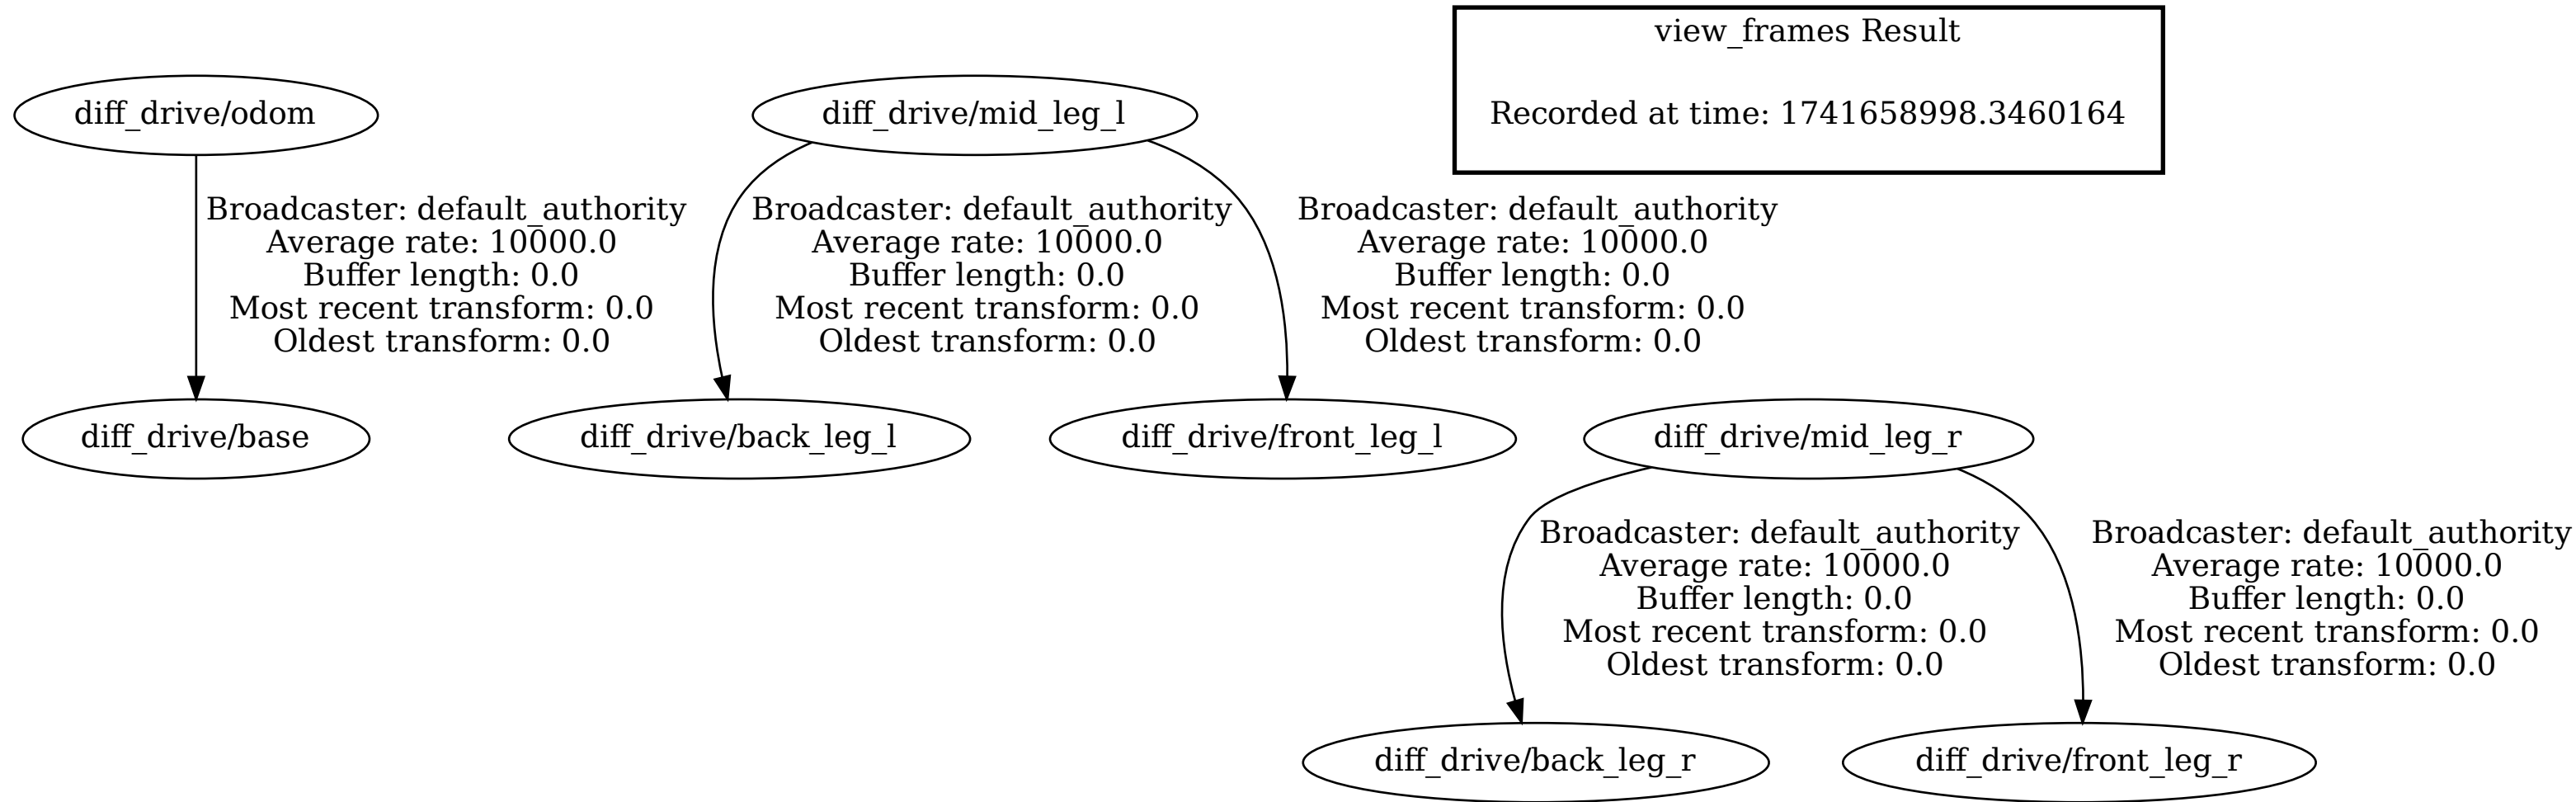 view_frames Result
Recorded at time: 1741658998.3460164
diff_drive/odom
diff_drive/mid_leg_l
Broadcaster: default_authority
Average rate: 10000.0
Buffer length: 0.0
Most recent transform: 0.0
Oldest transform: 0.0
Broadcaster: default_authority
Average rate: 10000.0
Buffer length: 0.0
Most recent transform: 0.0
Oldest transform: 0.0
Broadcaster: default_authority
Average rate: 10000.0
Buffer length: 0.0
Most recent transform: 0.0
Oldest transform: 0.0
diff_drive/base
diff_drive/back_leg_l
diff_drive/front_leg_l
diff_drive/mid_leg_r
Broadcaster: default_authority
Average rate: 10000.0
Buffer length: 0.0
Most recent transform: 0.0
Oldest transform: 0.0
Broadcaster: default_authority
Average rate: 10000.0
Buffer length: 0.0
Most recent transform: 0.0
Oldest transform: 0.0
diff_drive/back_leg_r
diff_drive/front_leg_r